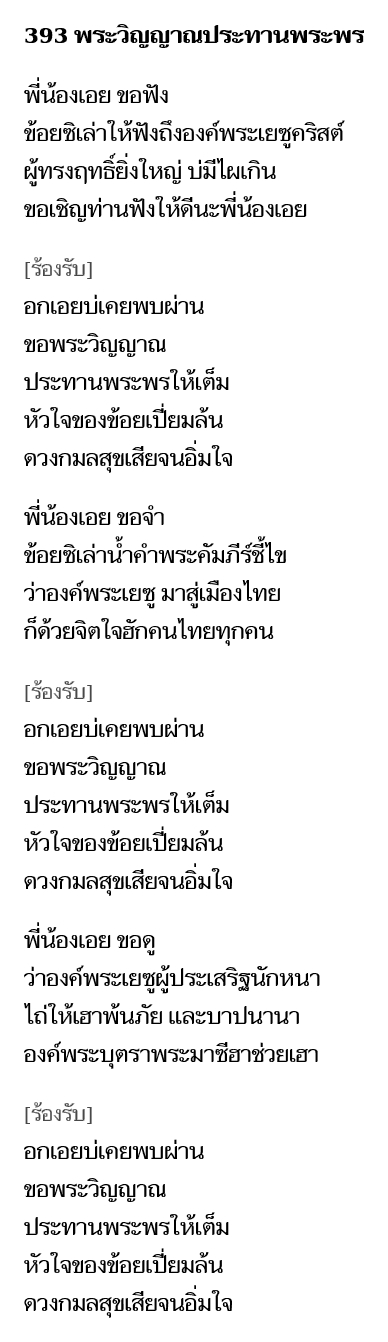 393 พระวิญญาณประทานพระพร
พี่น้องเอย ขอฟัง
ข้อยซิเล่าให้ฟังถึงองค์พระเยซูคริสต์
ผู้ทรงฤทธิ์ยิ่งใหญ่ บ่มีไผเกิน
ขอเชิญท่านฟังให้ดีนะพี่น้องเอย
[ร้องรับ]
อกเอยบ่เคยพบผ่าน
ขอพระวิญญาณ
ประทานพระพรให้เต็ม
หัวใจของข้อยเปี่ยมล้น
ดวงกมลสุขเสียจนอิ่มใจ
พี่น้องเอย ขอจำ
ข้อยซิเล่าน้ำคำพระคัมภีร์ชี้ไข
ว่าองค์พระเยซู มาสู่เมืองไทย
ก็ด้วยจิตใจฮักคนไทยทุกคน
[ร้องรับ]
อกเอยบ่เคยพบผ่าน
ขอพระวิญญาณ
ประทานพระพรให้เต็ม
หัวใจของข้อยเปี่ยมล้น
ดวงกมลสุขเสียจนอิ่มใจ
พี่น้องเอย ขอดู
ว่าองค์พระเยซูผู้ประเสริฐนักหนา
ไถ่ให้เฮาพ้นภัย และบาปนานา
องค์พระบุตราพระมาซีฮาช่วยเฮา
[ร้องรับ]
อกเอยบ่เคยพบผ่าน
ขอพระวิญญาณ
ประทานพระพรให้เต็ม
หัวใจของข้อยเปี่ยมล้น
ดวงกมลสุขเสียจนอิ่มใจ